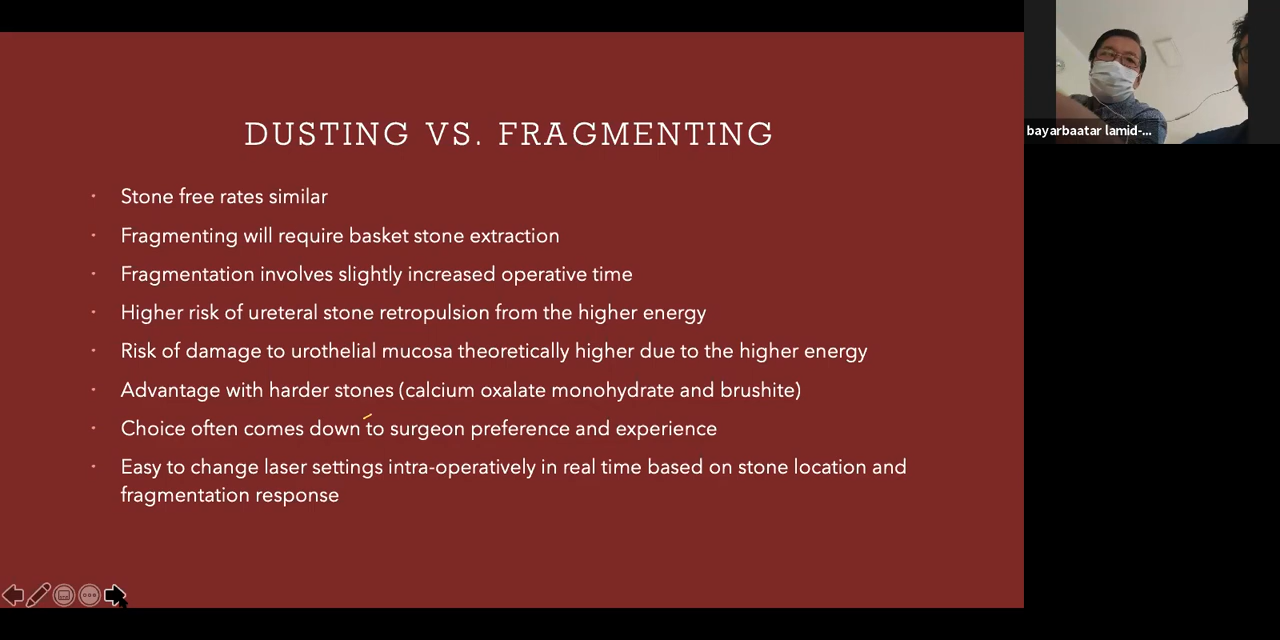 DUSTING VS. FRAGMENTING
Stone free rates similar
Fragmenting will require basket stone extraction
Fragmentation involves slightly increased operative time
Higher risk of ureteral stone retropulsion from the higher energy
Risk of damage to urothelial mucosa theoretically higher due to the higher energy
Advantage with harder stones (calcium oxalate monohydrate and brushite)
Choice often comes down to surgeon preference and experience
Easy to change laser settings intra-operatively in real time based on stone location and
fragmentation response
bayarbaatar lamid-...